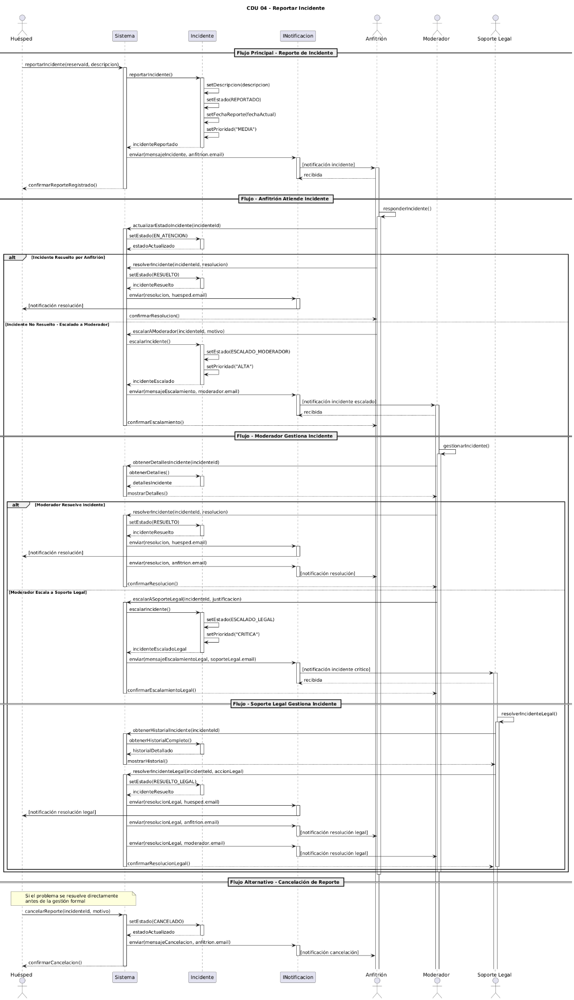 CDU 04 - Reportar Incidente
Huésped
Sistema
Incidente
INotificacion
Anfitrión
Moderador
Soporte Legal
Flujo Principal - Reporte de Incidente
reportarIncidente(reservaId, descripcion)
reportarIncidente()
setDescripcion(descripcion)
setEstado(REPORTADO)
setFechaReporte(fechaActual)
setPrioridad("MEDIA")
incidenteReportado
enviar(mensajeIncidente, anfitrion.email)
[notificación incidente]
recibida
confirmarReporteRegistrado()
Flujo - Anfitrión Atiende Incidente
responderIncidente()
actualizarEstadoIncidente(incidenteId)
setEstado(EN_ATENCION)
estadoActualizado
alt [Incidente Resuelto por Anfitrión]
resolverIncidente(incidenteId, resolucion)
setEstado(RESUELTO)
incidenteResuelto
enviar(resolucion, huesped.email)
[notificación resolución]
confirmarResolucion()
[Incidente No Resuelto - Escalado a Moderador]
escalarAModerador(incidenteId, motivo)
escalarIncidente()
setEstado(ESCALADO_MODERADOR)
setPrioridad("ALTA")
incidenteEscalado
enviar(mensajeEscalamiento, moderador.email)
[notificación incidente escalado]
recibida
confirmarEscalamiento()
Flujo - Moderador Gestiona Incidente
gestionarIncidente()
obtenerDetallesIncidente(incidenteId)
obtenerDetalles()
detallesIncidente
mostrarDetalles()
alt [Moderador Resuelve Incidente]
resolverIncidente(incidenteId, resolucion)
setEstado(RESUELTO)
incidenteResuelto
enviar(resolucion, huesped.email)
[notificación resolución]
enviar(resolucion, anfitrion.email)
[notificación resolución]
confirmarResolucion()
[Moderador Escala a Soporte Legal]
escalarASoporteLegal(incidenteId, justificacion)
escalarIncidente()
setEstado(ESCALADO_LEGAL)
setPrioridad("CRITICA")
incidenteEscaladoLegal
enviar(mensajeEscalamientoLegal, soporteLegal.email)
[notificación incidente crítico]
recibida
confirmarEscalamientoLegal()
Flujo - Soporte Legal Gestiona Incidente
resolverIncidenteLegal()
obtenerHistorialIncidente(incidenteId)
obtenerHistorialCompleto()
historialDetallado
mostrarHistorial()
resolverIncidenteLegal(incidenteId, accionLegal)
setEstado(RESUELTO_LEGAL)
incidenteResuelto
enviar(resolucionLegal, huesped.email)
[notificación resolución legal]
enviar(resolucionLegal, anfitrion.email)
[notificación resolución legal]
enviar(resolucionLegal, moderador.email)
[notificación resolución legal]
confirmarResolucionLegal()
Flujo Alternativo - Cancelación de Reporte
Si el problema se resuelve directamente
antes de la gestión formal
cancelarReporte(incidenteId, motivo)
setEstado(CANCELADO)
estadoActualizado
enviar(mensajeCancelacion, anfitrion.email)
[notificación cancelación]
confirmarCancelacion()
Huésped
Sistema
Incidente
INotificacion
Anfitrión
Moderador
Soporte Legal